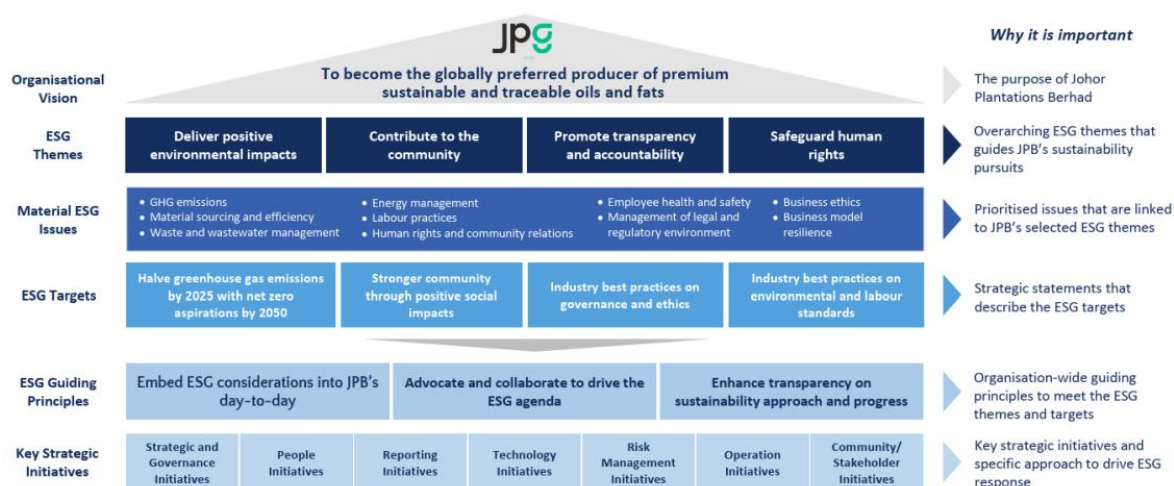 JPG
Why it is important
Organisational
Vision
To become the globally preferred producer of premium
sustainable and traceable oils and fats
The purpose of Johor
Plantations Berhad
ESG
Themes
Deliver positive
environmental impacts
Contribute to the
community
Promote transparency
and accountability
Safeguard human
rights
Overarching ESG themes that
guides JPB's sustainability
pursuits
Material ESG
Issues
• GHG emissions
• Material sourcing and efficiency
• Waste and wastewater management
• Energy management
• Labour practices
• Human rights and community relations
• Employee health and safety
• Management of legal and
regulatory environment
• Business ethics
• Business model
resilience
Prioritised issues that are linked
to JPB's selected ESG themes
ESG Targets
Halve greenhouse gas emissions
by 2025 with net zero
aspirations by 2050
Stronger community
through positive social
impacts
Industry best practices on
governance and ethics
Industry best practices on
environmental and labour
standards
Strategic statements that
describe the ESG targets
ESG Guiding
Principles
Embed ESG considerations into JPB's
day-to-day
Advocate and collaborate to drive the
ESG agenda
Enhance transparency on
sustainability approach and progress
Organisation-wide guiding
principles to meet the ESG
themes and targets
Key Strategic
Initiatives
Strategic and
Governance
Initiatives
People
Initiatives
Reporting
Initiatives
Technology
Initiatives
Risk
Management
Initiatives
Operation
Initiatives
Community/
Stakeholder
Initiatives
Key strategic initiatives and
specific approach to drive ESG
response